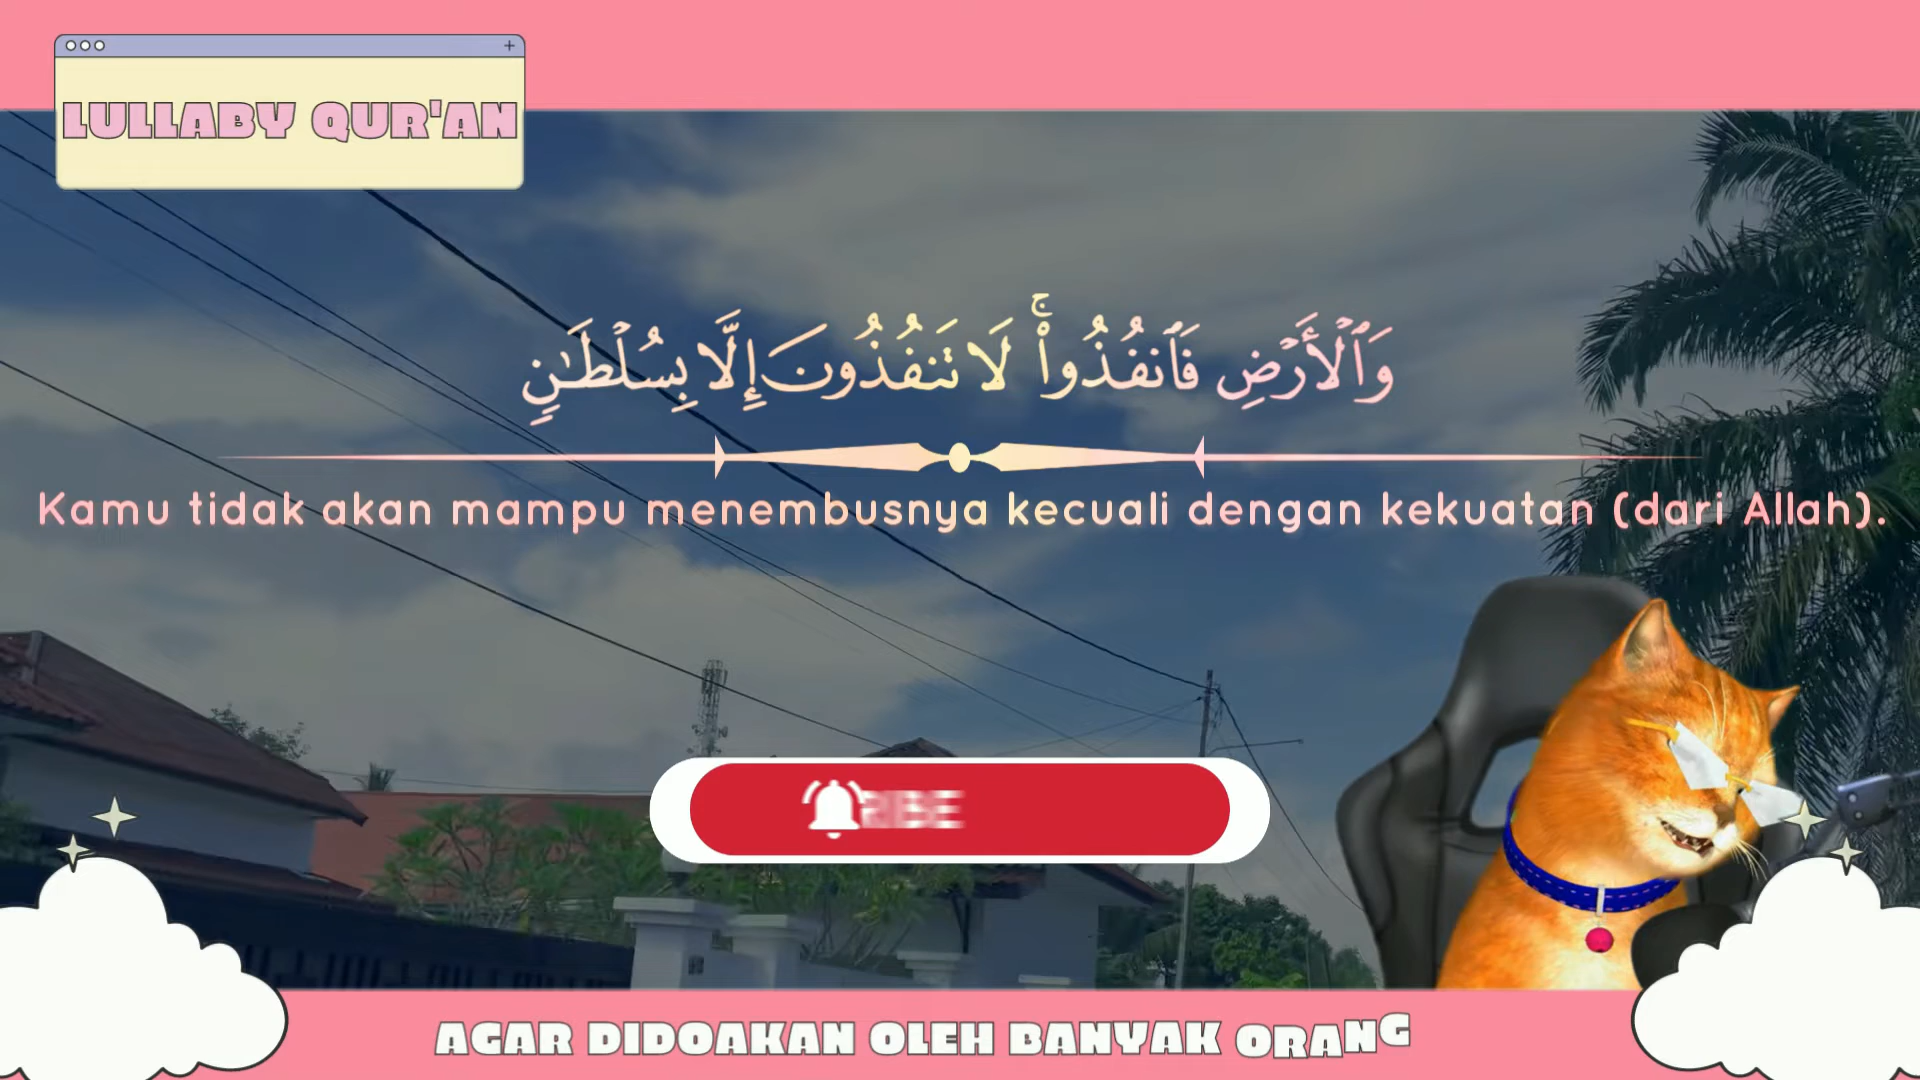 LULLABY QUR'AN
وَٱلۡأَرۡضِ فَٱنفُذُواْۚ لَا تَنفُذُونَ إِلَّا بِسُلۡطَٰنٖ
Kamu tidak akan mampu menembusnya kecuali dengan kekuatan (dari Allah).
RIBE
AGAR DIDOAKAN OLEH BANYAK ORANG